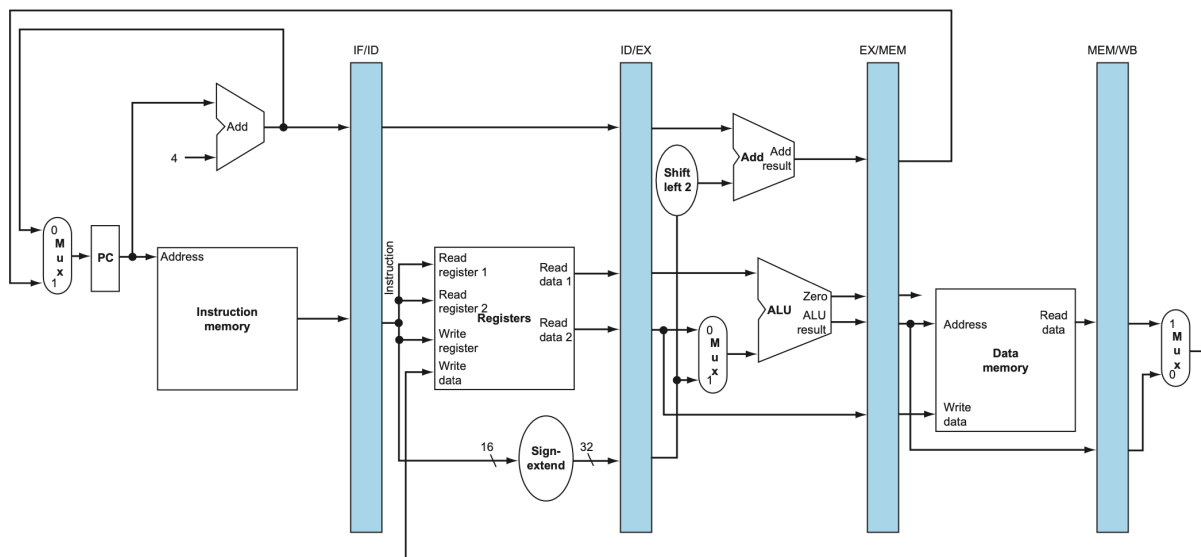 IF/ID
ID/EX
EX/MEM
MEM/WB
Add
4
Add
Add
result
Shift
left 2
0
M
u
x
1
PC
Address
Instruction
memory
Instruction
Read
register 1
Read
register 2
Write
register
Write
data
Registers
Read
data 1
Read
data 2
16
Sign-
extend
32
0
M
u
x
1
Zero
ALU
ALU
result
Address
Read
data
Data
memory
Write
data
1
M
u
x
0